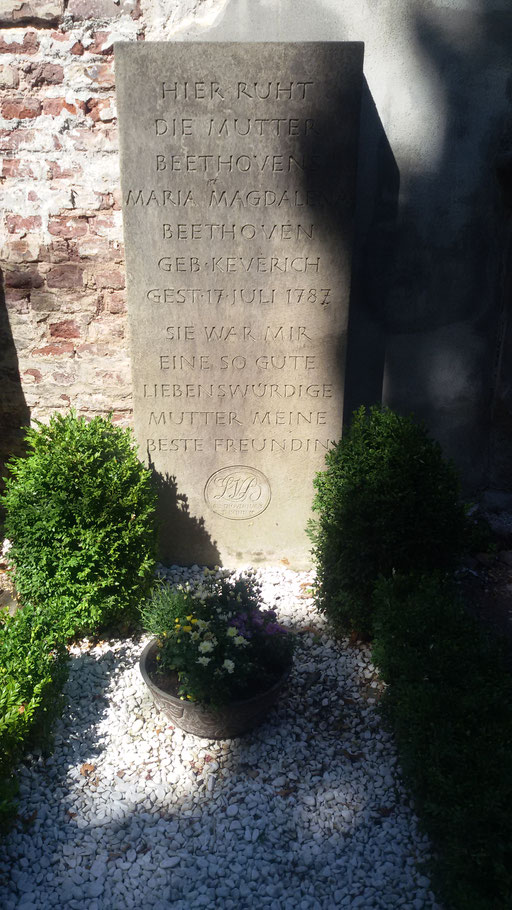 HIER RUHT
DIE MUTTER
BEETHOVENS
MARIA MAGDALENA
BEETHOVEN
GEB·KEVERICH
GEST·17·JULI 1787
SIE WAR MIR
EINE SO GUTE
LIEBENSWÜRDIGE
MUTTER MEINE
BESTE FREUNDIN
LVB